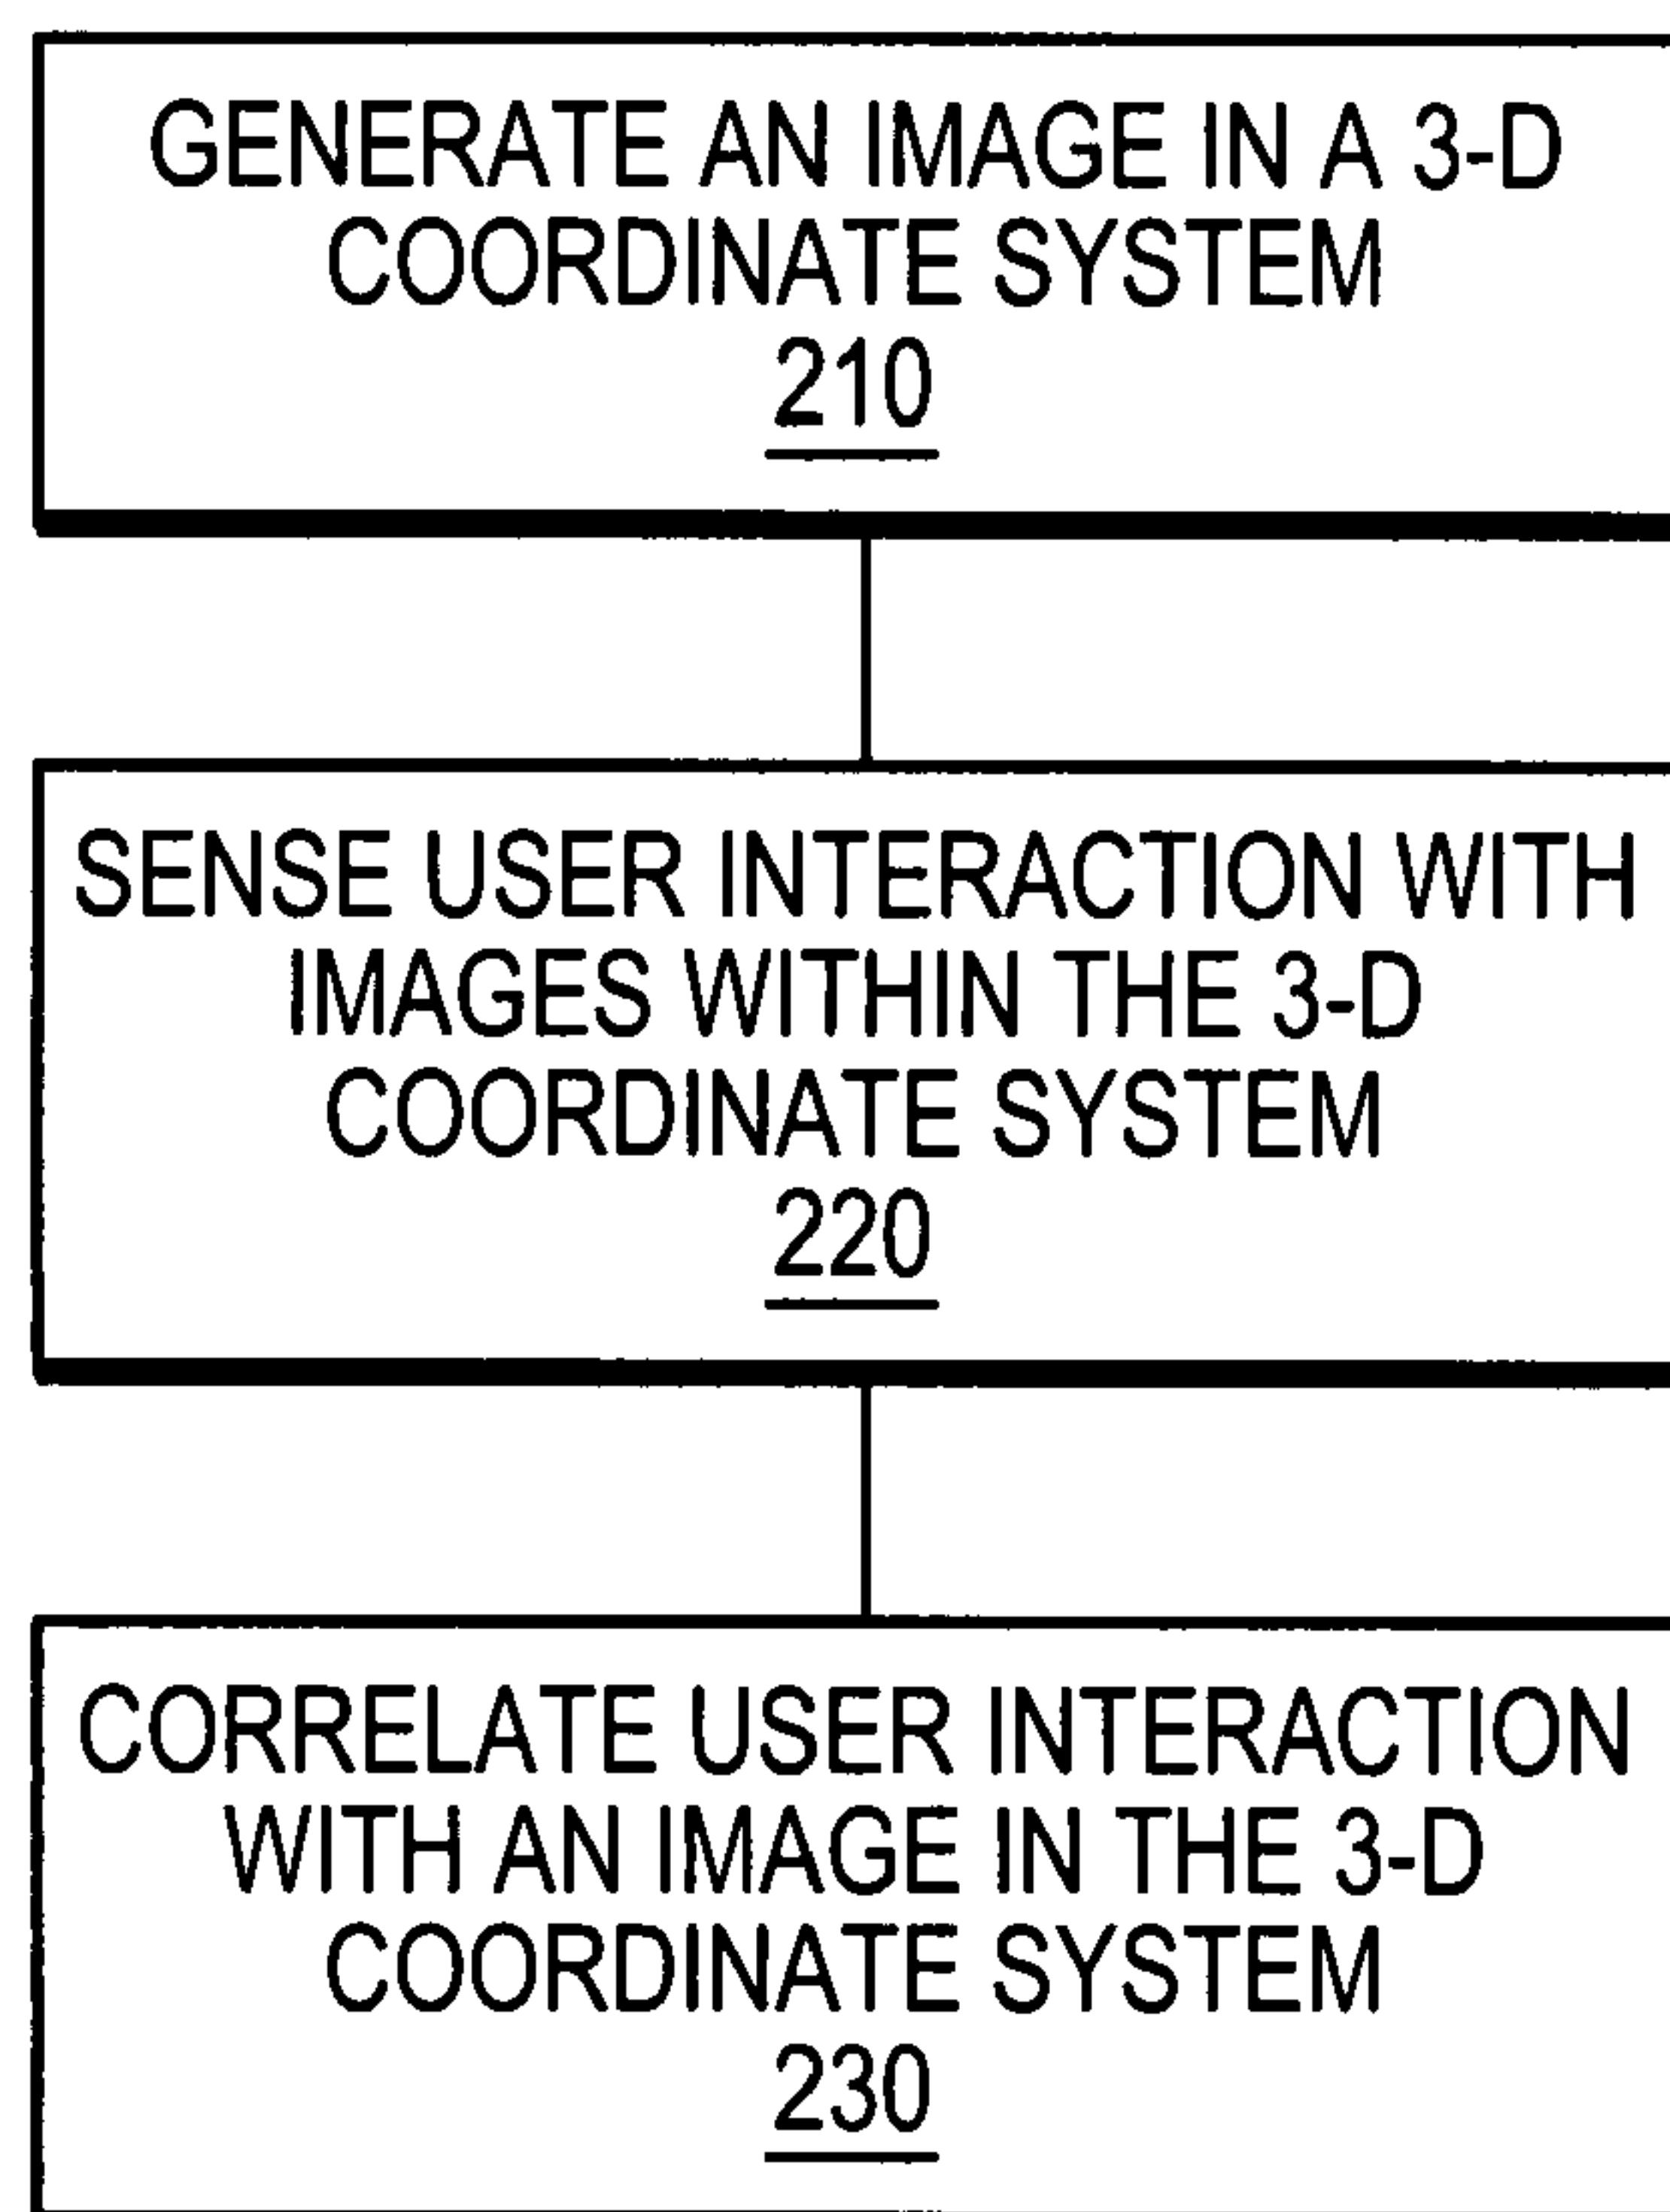 GENERATE AN IMAGE IN A 3-D
COORDINATE SYSTEM
210
SENSE USER INTERACTION WITH
IMAGES WITHIN THE 3-D
COORDINATE SYSTEM
220
CORRELATE USER INTERACTION
WITH AN IMAGE IN THE 3-D
COORDINATE SYSTEM
230